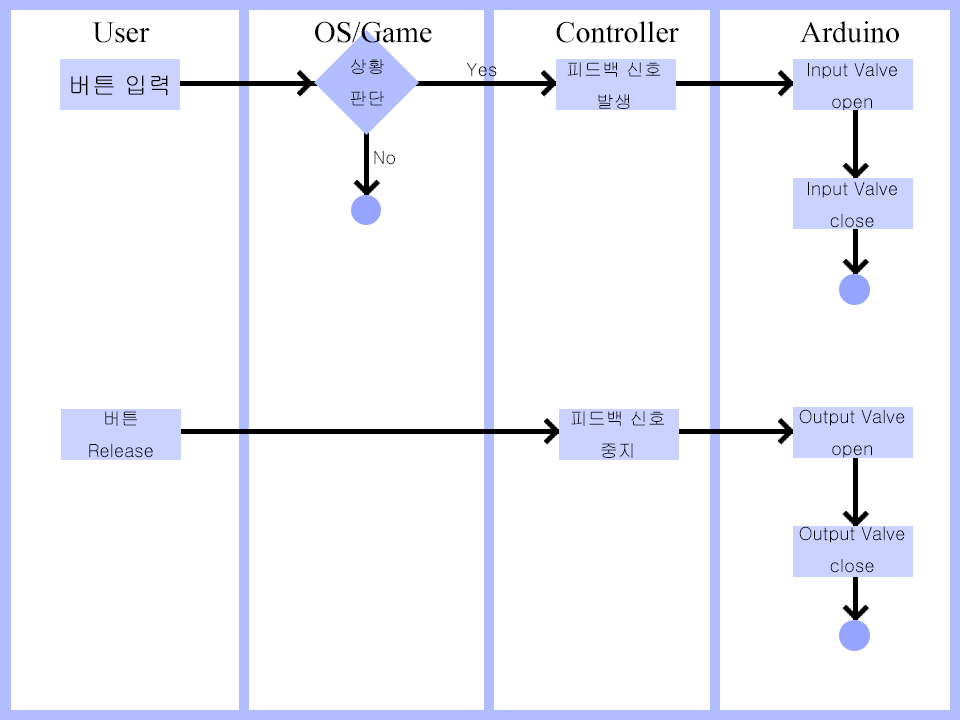 User
OS/Game
Controller
Arduino
버튼 입력
상황
판단
Yes
No
피드백 신호
발생
Input Valve
open
Input Valve
close
버튼
Release
피드백 신호
중지
Output Valve
open
Output Valve
close